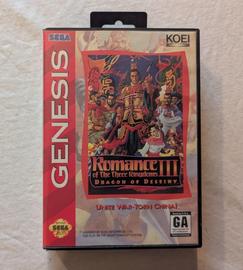 SEGA
KOEI
GENESIS
Romance III
of The Three Kingdoms
DRAGON OF DESTINY
UNITE WAR-TORN CHINA!
GA
SEGA